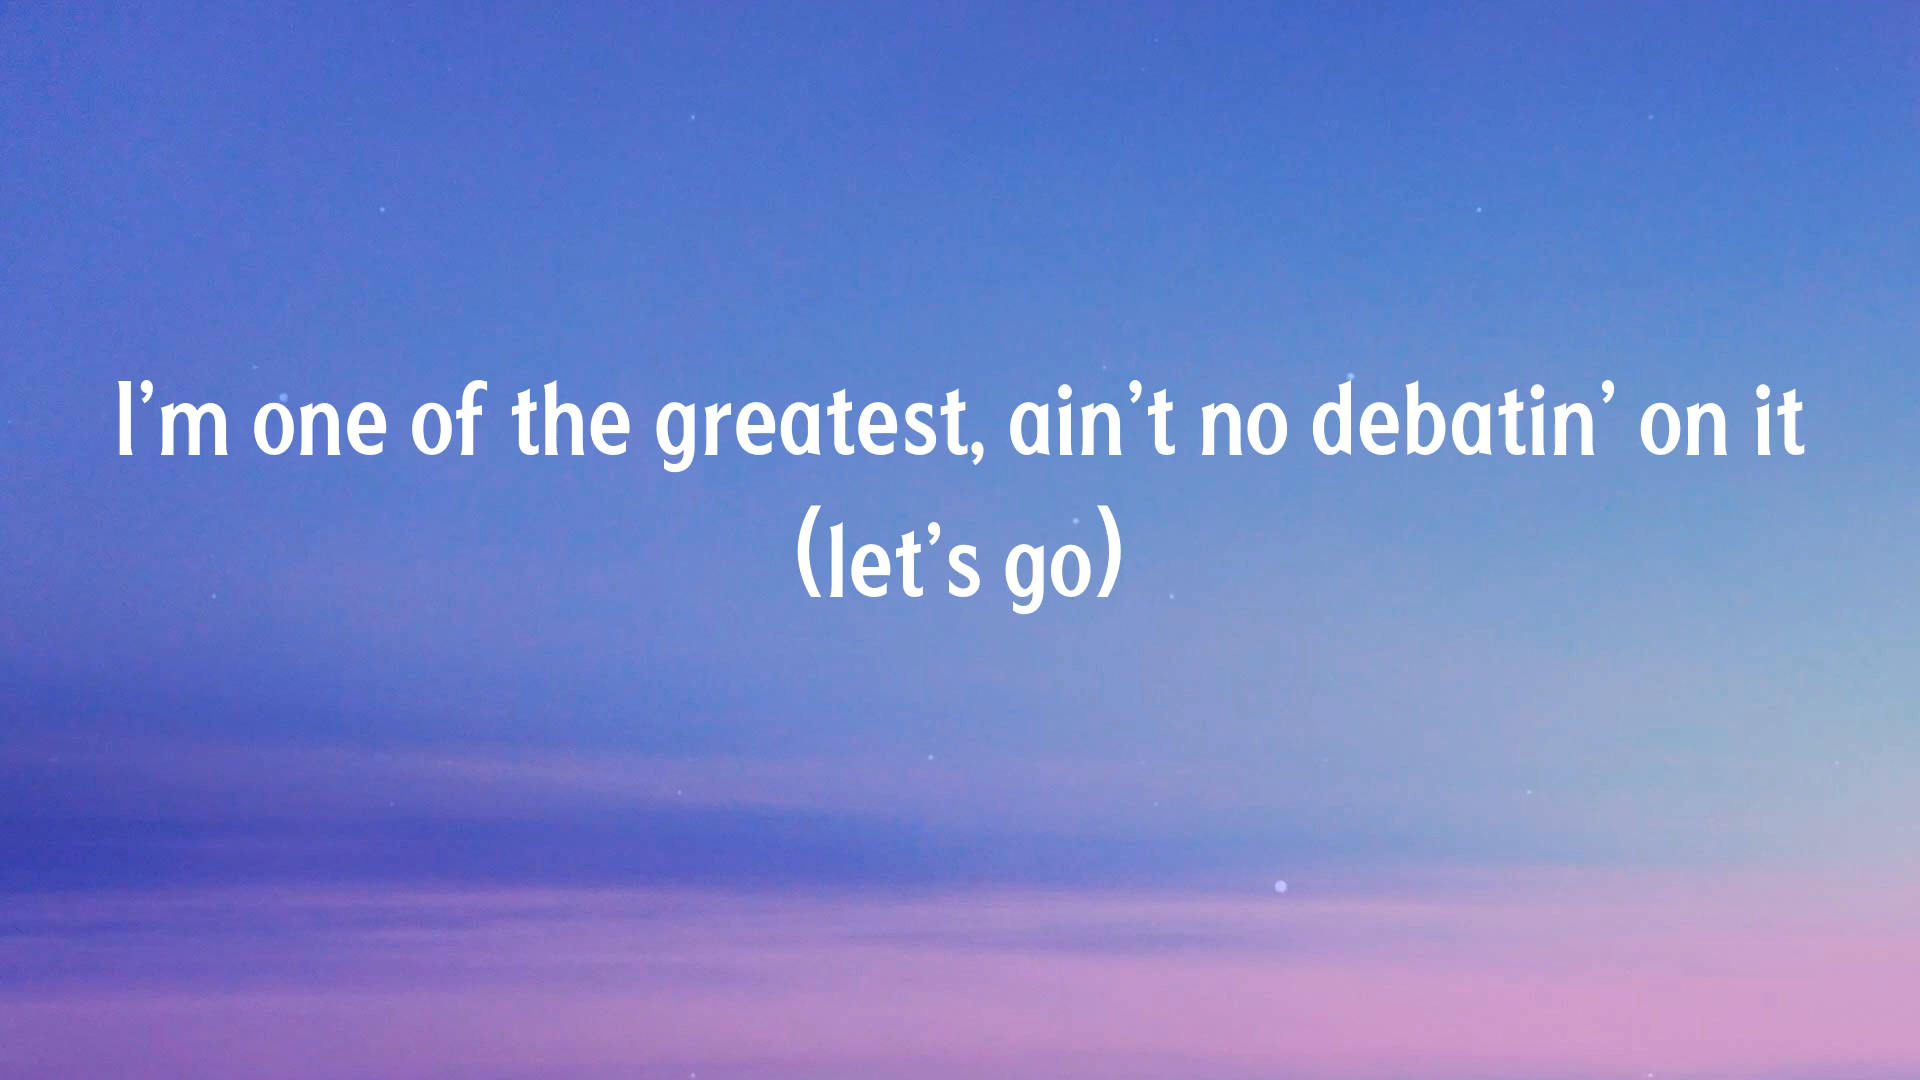 I'm one of the greatest, ain't no debatin' on it
(let's go)